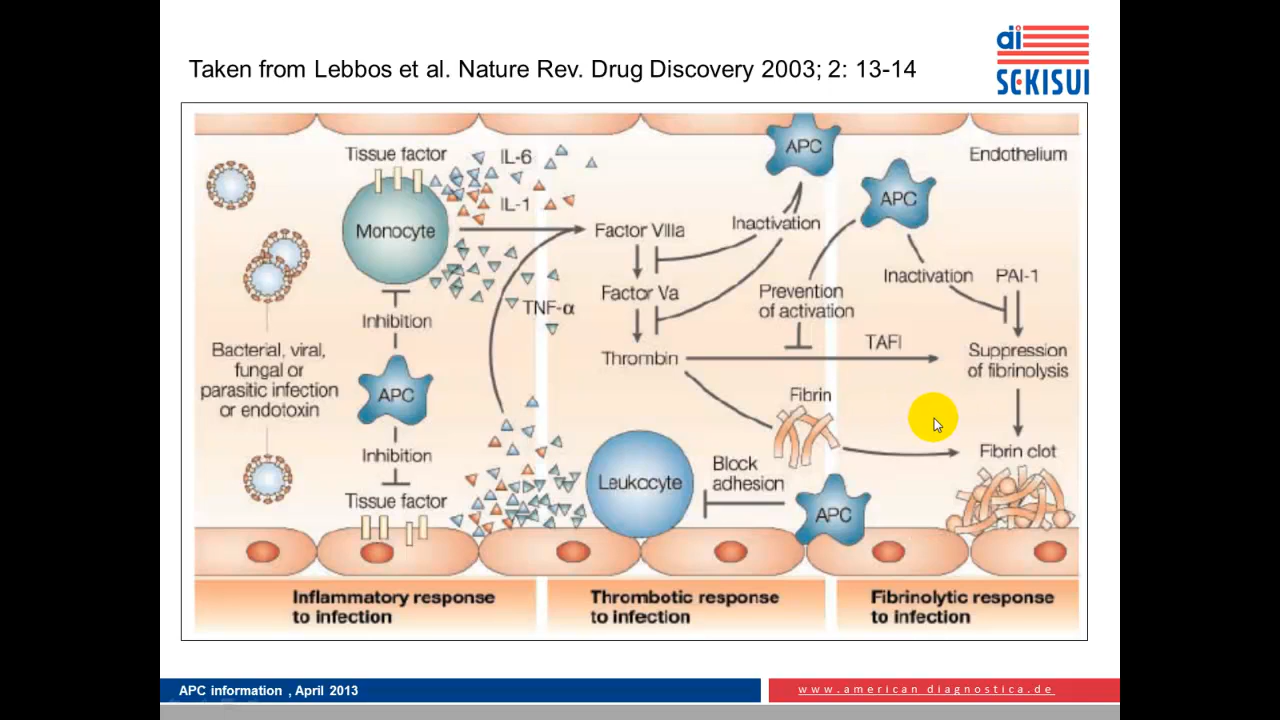 Taken from Lebbos et al. Nature Rev. Drug Discovery 2003; 2: 13-14
ai
SEKISUI
Tissue factor
IL-6
APC
Endothelium
IL-1
APC
Monocyte
Factor VIIIa
Inactivation
Inactivation
PAI-1
Factor Va
Prevention
of activation
TNF-α
Inhibition
TAFI
Bacterial, viral,
fungal or
parasitic infection
or endotoxin
Thrombin
Suppression
of fibrinolysis
APC
Fibrin
Inhibition
Fibrin clot
Block
adhesion
Leukocyte
Tissue factor
APC
Inflammatory response
to infection
Thrombotic response
to infection
Fibrinolytic response
to infection
APC information , April 2013
www.american diagnostica.de